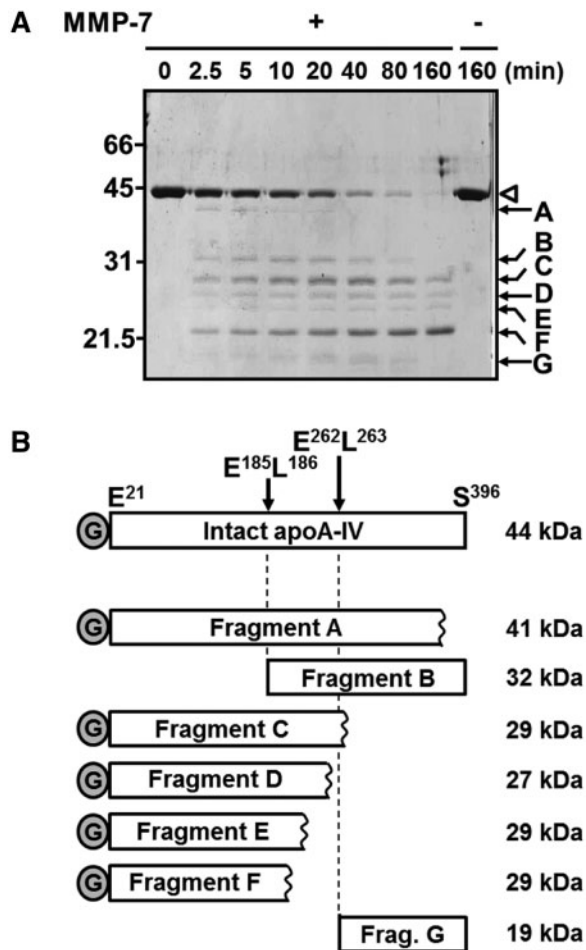 A MMP-7 + -
0 2.5 5 10 20 40 80 160 160 (min)
66
45
A
31
B
C
D
E
21.5
F
G
B
E262L263
E185L186
E21 S396
G Intact apoA-IV 44 kDa
G Fragment A 41 kDa
Fragment B 32 kDa
G Fragment C 29 kDa
G Fragment D 27 kDa
G Fragment E 29 kDa
G Fragment F 29 kDa
Frag. G 19 kDa